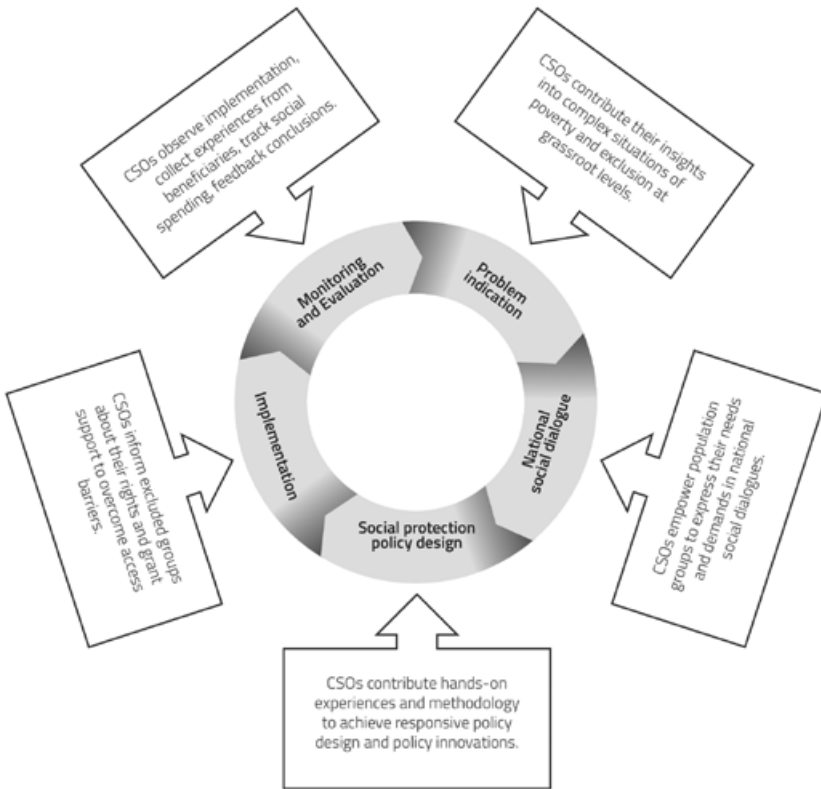 CSOs observe implementation,
collect experiences from
beneficiaries, track social
spending, feedback conclusions.
CSOs contribute their insights
into complex situations of
poverty and exclusion at
grassroot levels.
Monitoring
and Evaluation
Problem
indication
Implementation
National
social dialogue
Social protection
policy design
CSOs inform excluded groups
about their rights and grant
support to overcome access
barriers.
CSOs empower population
groups to express their needs
and demands in national
social dialogues.
CSOs contribute hands-on
experiences and methodology
to achieve responsive policy
design and policy innovations.